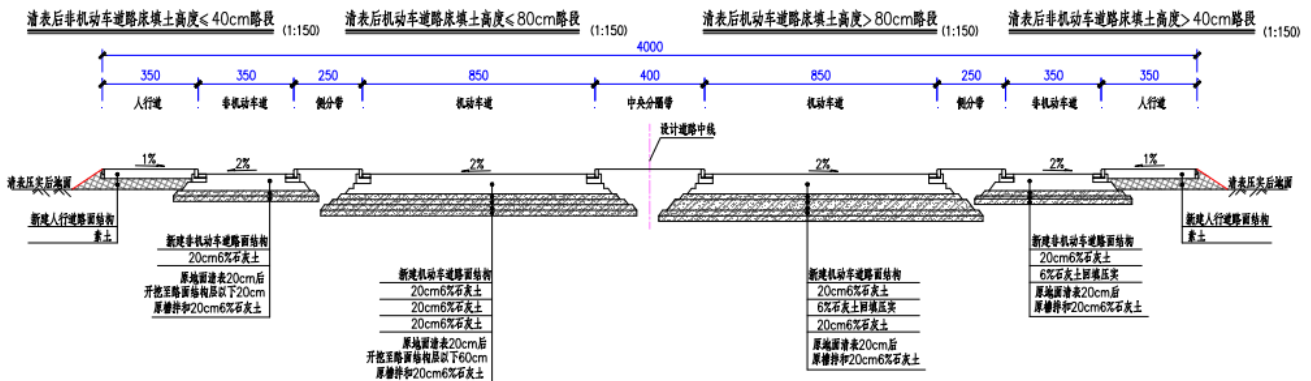 清表后非机动车道路床填土高度≤40cm路段 (1:150)
清表后机动车道路床填土高度≤80cm路段 (1:150)
清表后机动车道路床填土高度>80cm路段 (1:150)
清表后非机动车道路床填土高度>40cm路段 (1:150)
4000
350 350 250 850 400 850 250 350 350
人行道 非机动车道 侧分带 机动车道 中央分隔带 机动车道 侧分带 非机动车道 人行道
设计道路中线
1% 2% 2% 2% 2% 1%
清表压实后地面
清表压实后地面
新建人行道路面结构
素土
新建非机动车道路面结构
20cm6%石灰土
原地面清表20cm后
开挖至路面结构层以下20cm
原槽拌和20cm6%石灰土
新建机动车道路面结构
20cm6%石灰土
20cm6%石灰土
20cm6%石灰土
原地面清表20cm后
开挖至路面结构层以下60cm
原槽拌和20cm6%石灰土
新建机动车道路面结构
20cm6%石灰土
6%石灰土回填压实
20cm6%石灰土
原地面清表20cm后
原槽拌和20cm6%石灰土
新建非机动车道路面结构
20cm6%石灰土
6%石灰土回填压实
原地面清表20cm后
原槽拌和20cm6%石灰土
新建人行道路面结构
素土